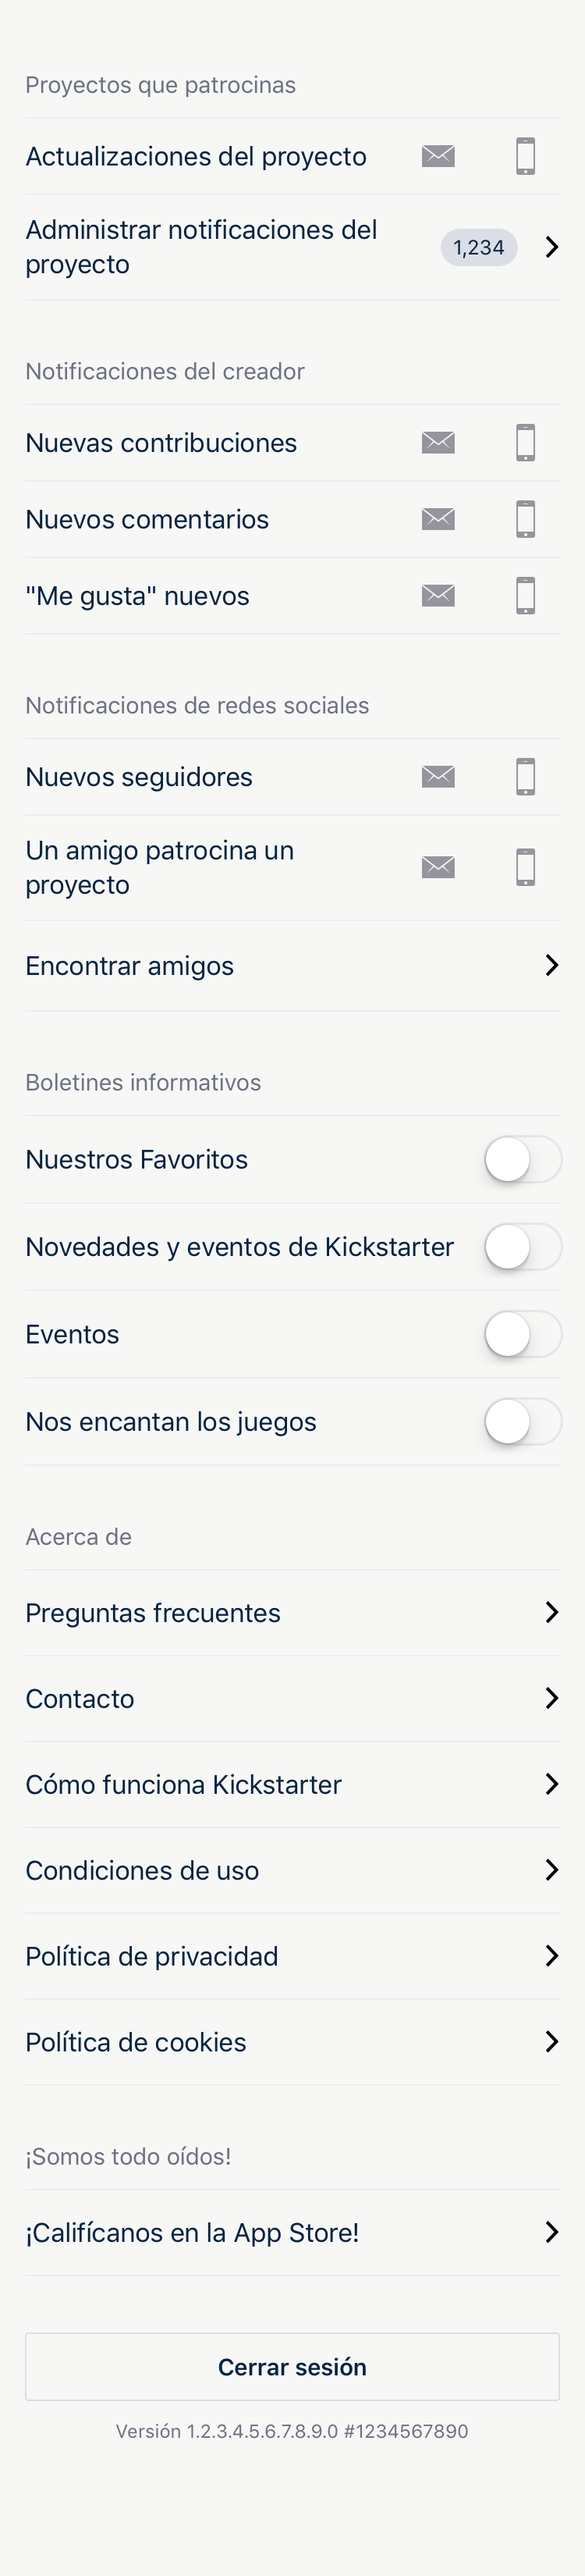 Proyectos que patrocinas
Actualizaciones del proyecto
Administrar notificaciones del
proyecto
1,234
Notificaciones del creador
Nuevas contribuciones
Nuevos comentarios
"Me gusta" nuevos
Notificaciones de redes sociales
Nuevos seguidores
Un amigo patrocina un
proyecto
Encontrar amigos
Boletines informativos
Nuestros Favoritos
Novedades y eventos de Kickstarter
Eventos
Nos encantan los juegos
Acerca de
Preguntas frecuentes
Contacto
Cómo funciona Kickstarter
Condiciones de uso
Política de privacidad
Política de cookies
¡Somos todo oídos!
¡Califícanos en la App Store!
Cerrar sesión
Versión 1.2.3.4.5.6.7.8.9.0 #1234567890